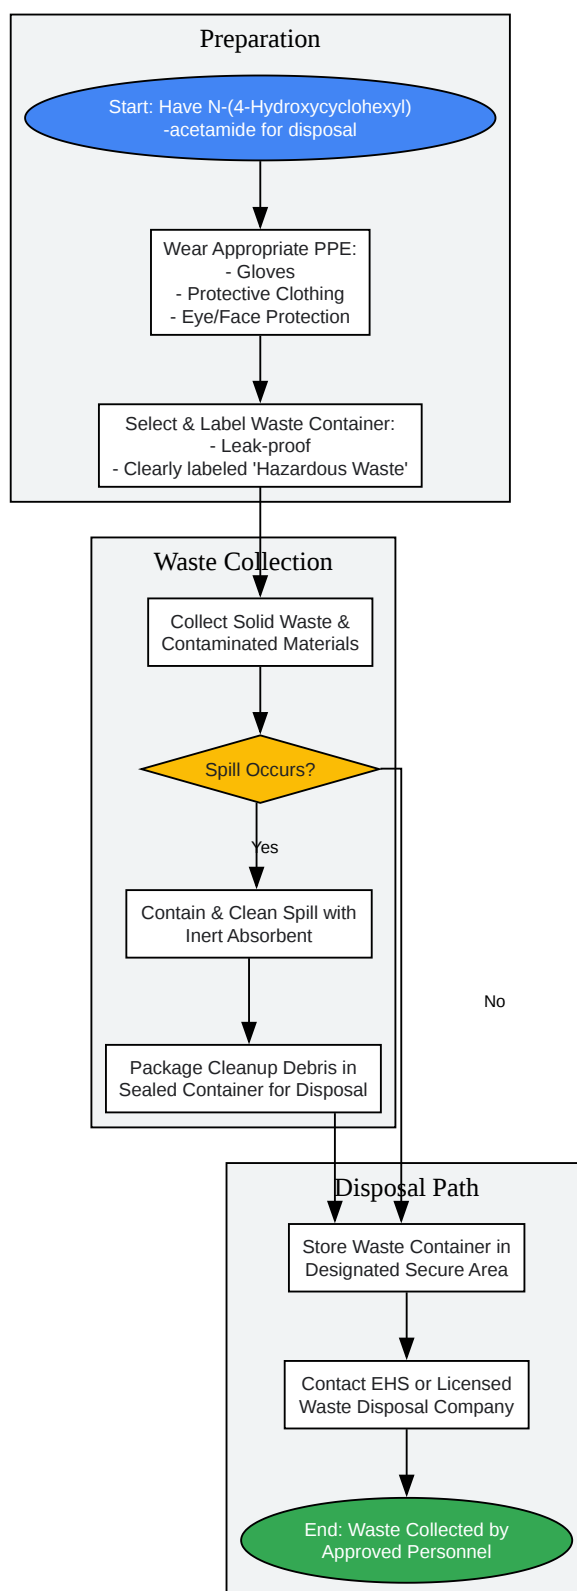 Preparation
Start: Have N-(4-Hydroxycyclohexyl)
-acetamide for disposal
Wear Appropriate PPE:
- Gloves
- Protective Clothing
- Eye/Face Protection
Select & Label Waste Container:
- Leak-proof
- Clearly labeled 'Hazardous Waste'
Waste Collection
Collect Solid Waste &
Contaminated Materials
Spill Occurs?
Yes
Contain & Clean Spill with
Inert Absorbent
No
Package Cleanup Debris in
Sealed Container for Disposal
Disposal Path
Store Waste Container in
Designated Secure Area
Contact EHS or Licensed
Waste Disposal Company
End: Waste Collected by
Approved Personnel